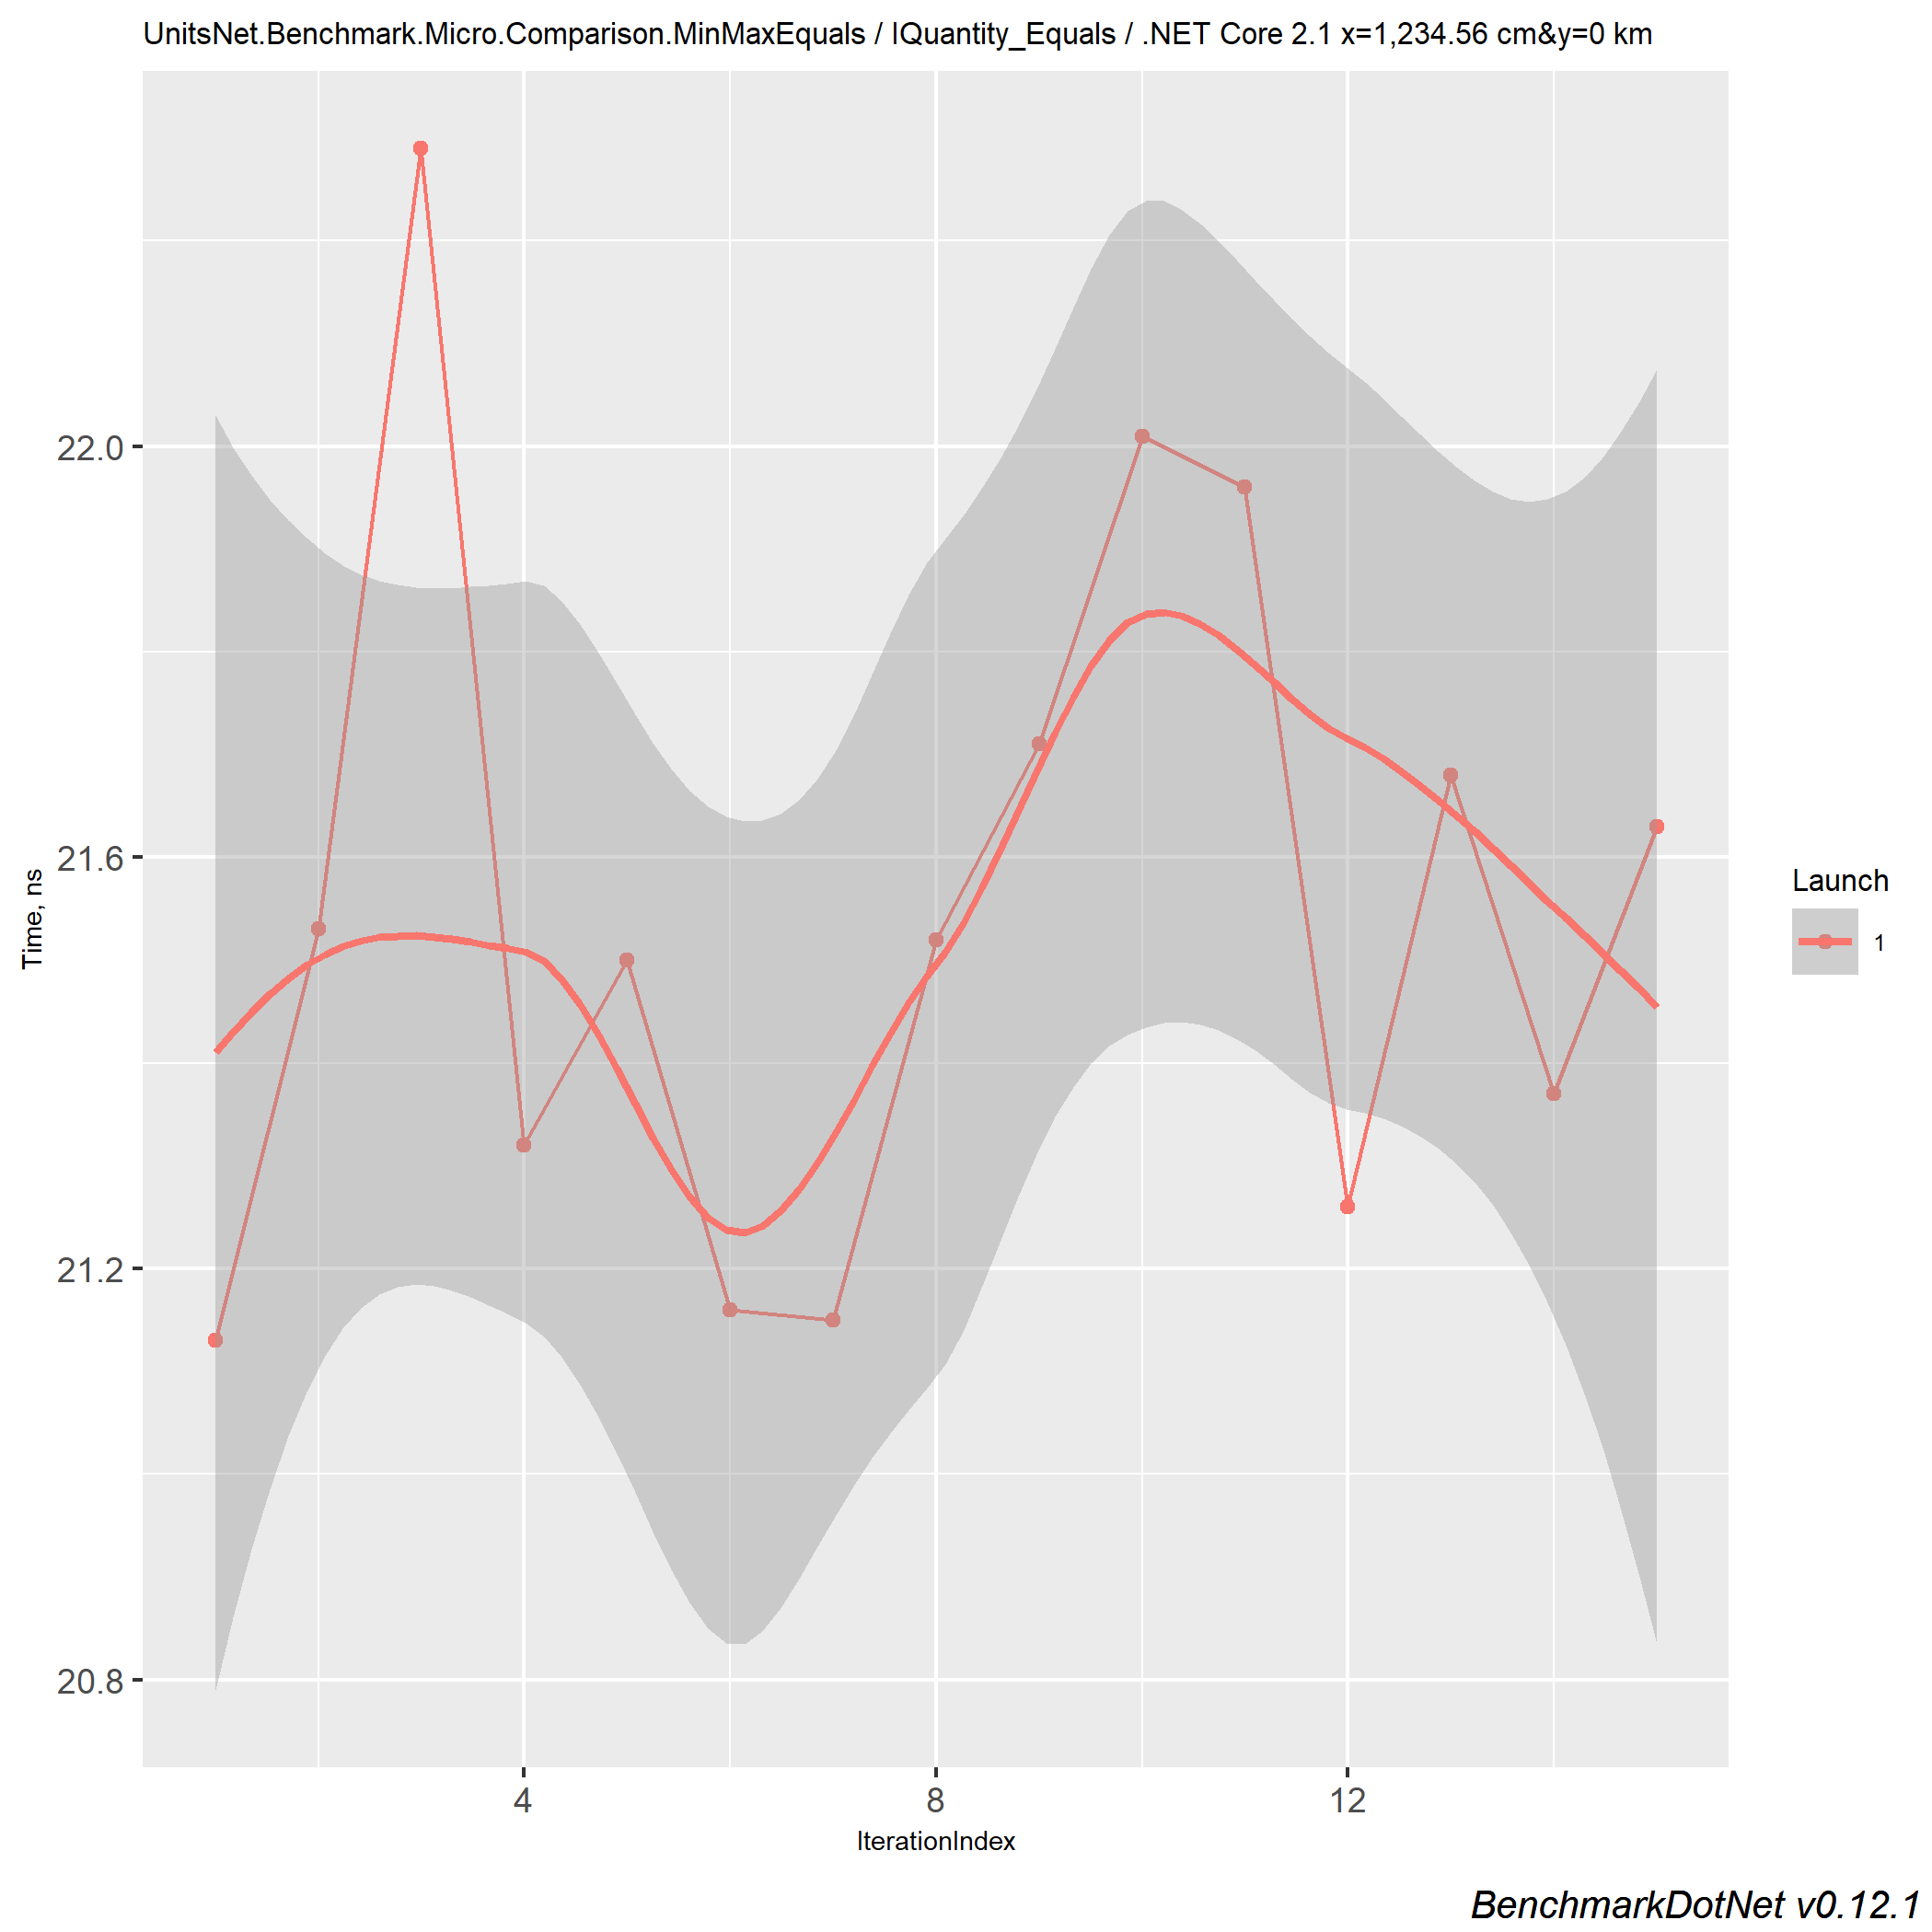 UnitsNet.Benchmark.Micro.Comparison.MinMaxEquals / IQuantity_Equals / .NET Core 2.1 x=1,234.56 cm&y=0 km
22.0
21.6
21.2
20.8
Time, ns
4 8 12
IterationIndex
Launch
1
BenchmarkDotNet v0.12.1